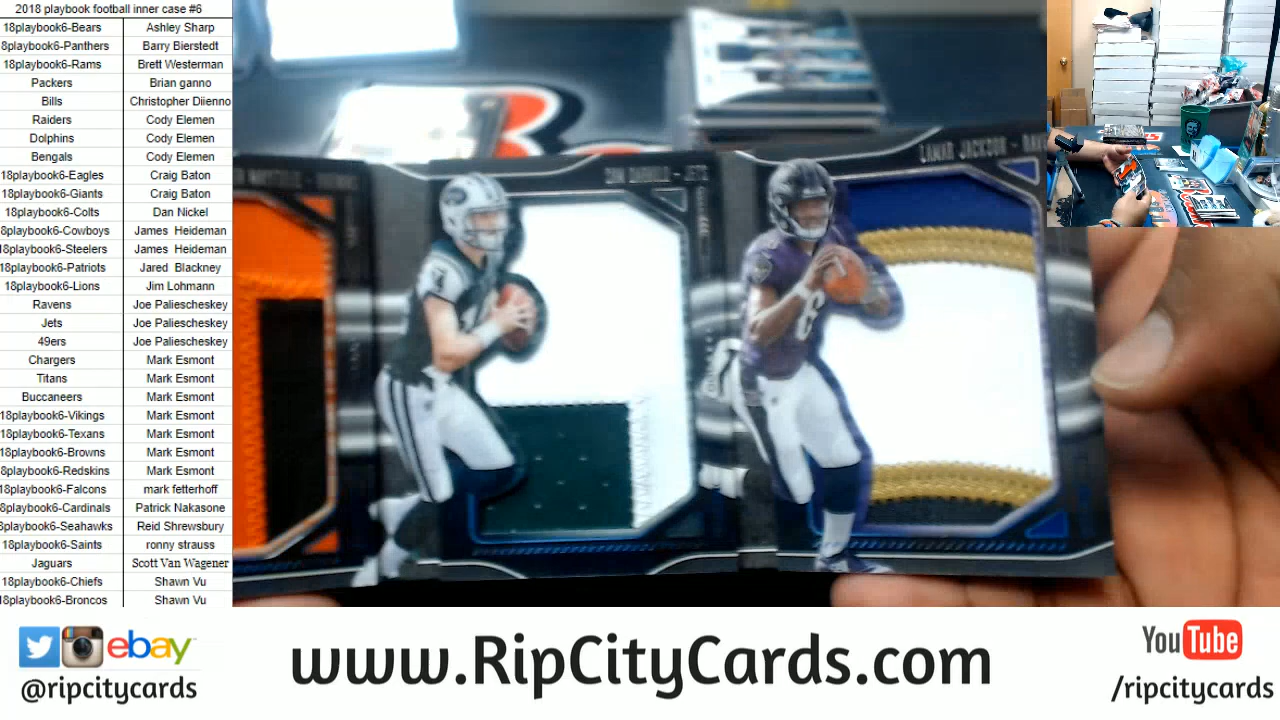 2018 playbook football inner case #6
18playbook6-Bears Ashley Sharp
8playbook6-Panthers Barry Bierstedt
18playbook6-Rams Brett Westerman
Packers Brian ganno
Bills Christopher Diienno
Raiders Cody Elemen
Dolphins Cody Elemen
Bengals Cody Elemen
18playbook6-Eagles Craig Baton
18playbook6-Giants Craig Baton
18playbook6-Colts Dan Nickel
8playbook6-Cowboys James Heideman
8playbook6-Steelers James Heideman
18playbook6-Patriots Jared Blackney
18playbook6-Lions Jim Lohmann
Ravens Joe Paliescheskey
Jets Joe Paliescheskey
49ers Joe Paliescheskey
Chargers Mark Esmont
Titans Mark Esmont
Buccaneers Mark Esmont
18playbook6-Vikings Mark Esmont
18playbook6-Texans Mark Esmont
18playbook6-Browns Mark Esmont
8playbook6-Redskins Mark Esmont
18playbook6-Falcons mark fetterhoff
8playbook6-Cardinals Patrick Nakasone
8playbook6-Seahawks Reid Shrewsbury
18playbook6-Saints ronny strauss
Jaguars Scott Van Wagener
18playbook6-Chiefs Shawn Vu
18playbook6-Broncos Shawn Vu
SAM DARNOLD - JETS
LAMAR JACKSON
8
ebay
@ripcitycards
www.RipCityCards.com
YouTube
/ripcitycards